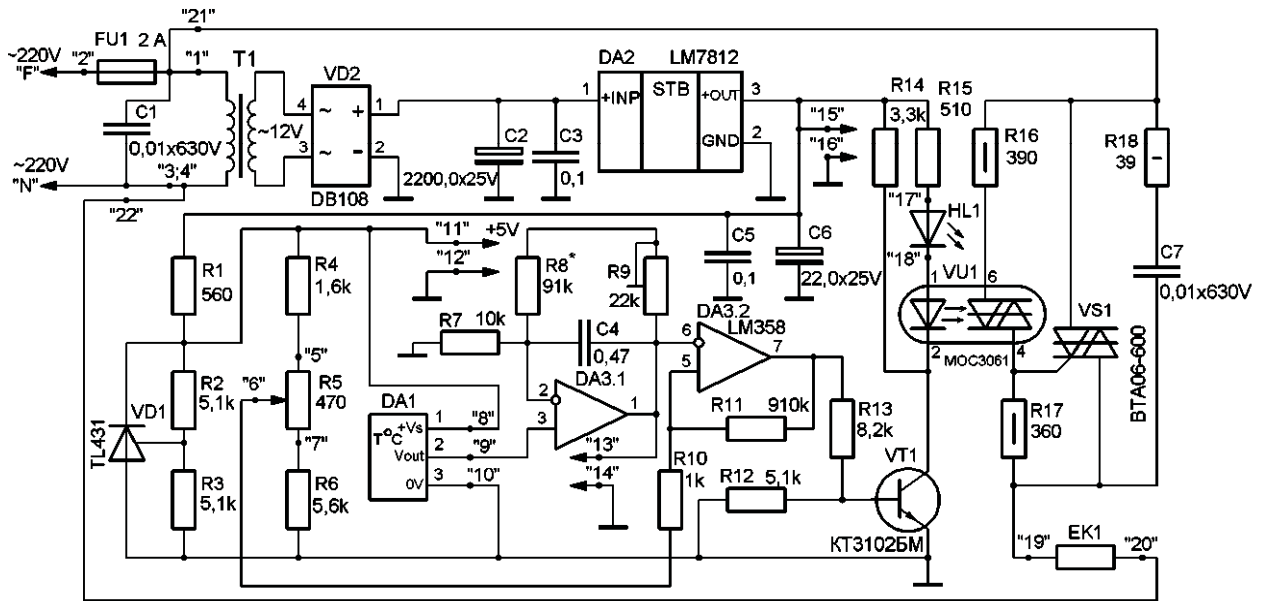 "21"
FU1 2 A
~220V "2" "1" T1
"F"
VD2
DA2 LM7812
4 ~ + 1
1 +INP STB +OUT 3
R14 R15
3,3k 510
C1
~12V
0,01x630V
3 ~ - 2
DB108
C2 C3
2200,0x25V 0,1
GND 2
"15"
"16"
R16
390
R18
39
~220V
"N" "3;4"
"22"
"17"
HL1
"18"
"11" +5V
"12"
C5
0,1
C6
22,0x25V
C7
0,01x630V
R1
560
R4
1,6k
R8*
91k
R9
22k
1 VU1 6
VS1
R7 10k
C4
0,47
DA3.2
LM358
6
5
7
2 4
MOC3061
BTA06-600
"5"
"6"
R2
5,1k
R5
470
DA3.1
2
3
1
VD1
TL431
DA1
T°C
+Vs 1 "8"
Vout 2 "9"
0V 3 "10"
"7"
"13"
"14"
R11 910k
R13
8,2k
R17
360
R3
5,1k
R6
5,6k
R10
1k
R12 5,1k
VT1
КТ3102БМ
"19" EK1 "20"